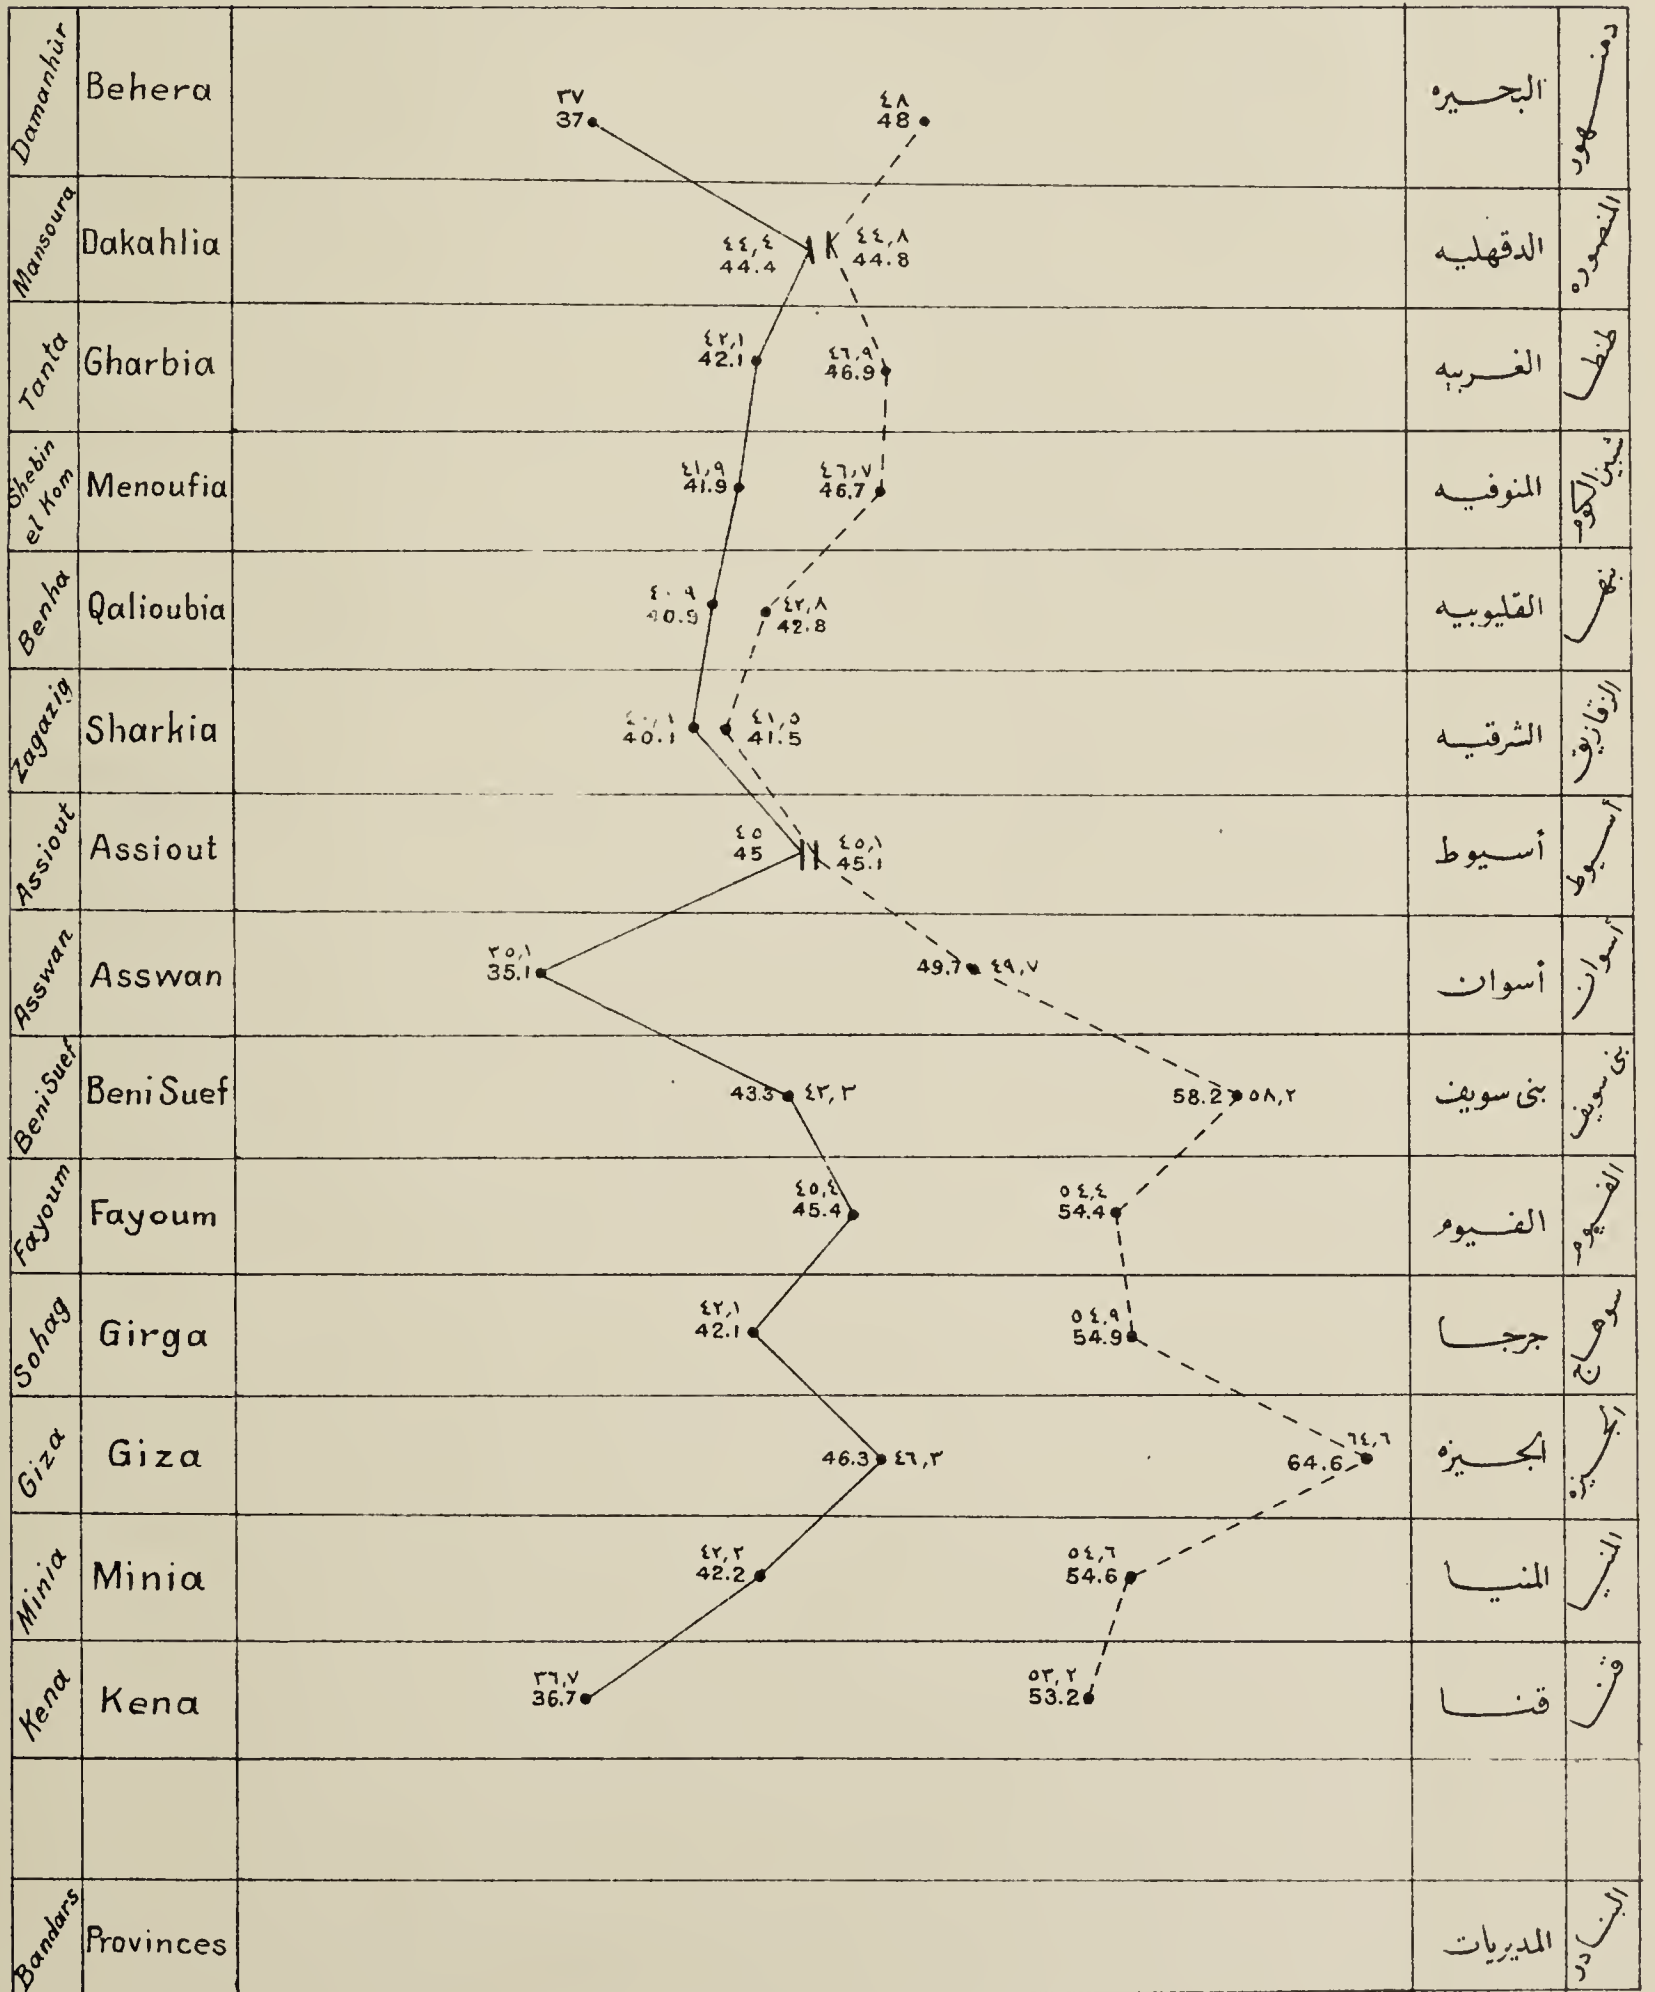 Damanhûr
Behera
٣٧
37
٤٨
48
البحيره
دمنهور
Mansoura
Dakahlia
٤٤,٤
44.4
٤٤,٨
44.8
الدقهليه
المنصوره
Tanta
Gharbia
٤٢,١
42.1
٤٦,٩
46.9
الغربيه
طنطا
Shebin
el Kom
Menoufia
٤١,٩
41.9
٤٦,٧
46.7
المنوفيه
شبين الكوم
Benha
Qalioubia
٤٠٩
40.9
٤٢,٨
42.8
القليوبيه
بنها
Zagazig
Sharkia
٤٠,١
40.1
٤١,٥
41.5
الشرقيه
الزقازيق
Assiout
Assiout
٤٥
45
٤٥,١
45.1
أسيوط
أسيوط
Asswan
Asswan
٣٥,١
35.1
49.7 ٤٩,٧
أسوان
أسوان
Beni Suef
Beni Suef
43.3 ٤٣,٣
58.2 ٥٨,٢
بنى سويف
بنى سويف
Fayoum
Fayoum
٤٥,٤
45.4
٥٤,٤
54.4
الفيوم
الفيوم
Sohag
Girga
٤٢,١
42.1
٥٤,٩
54.9
جرجا
سوهاج
Giza
Giza
46.3 ٤٦,٣
٦٤,٦
64.6
الجيزه
الجيزه
Minia
Minia
٤٢,٢
42.2
٥٤,٦
54.6
المنيا
المنيا
Kena
Kena
٣٦,٧
36.7
٥٣,٢
53.2
قنا
قنا
Bandars
Provinces
المديريات
البنادر